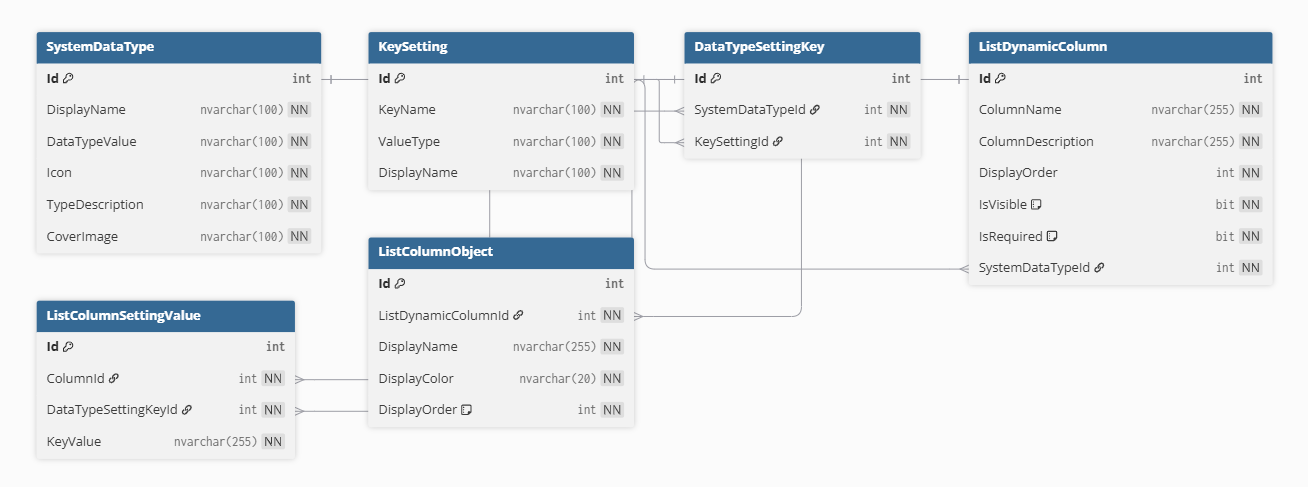 SystemDataType
Id int
DisplayName nvarchar(100) NN
DataTypeValue nvarchar(100) NN
Icon nvarchar(100) NN
TypeDescription nvarchar(100) NN
CoverImage nvarchar(100) NN
KeySetting
Id int
KeyName nvarchar(100) NN
ValueType nvarchar(100) NN
DisplayName nvarchar(100) NN
DataTypeSettingKey
Id int
SystemDataTypeId int NN
KeySettingId int NN
ListDynamicColumn
Id int
ColumnName nvarchar(255) NN
ColumnDescription nvarchar(255) NN
DisplayOrder int NN
IsVisible bit NN
IsRequired bit NN
SystemDataTypeId int NN
ListColumnObject
Id int
ListDynamicColumnId int NN
DisplayName nvarchar(255) NN
DisplayColor nvarchar(20) NN
DisplayOrder int NN
ListColumnSettingValue
Id int
ColumnId int NN
DataTypeSettingKeyId int NN
KeyValue nvarchar(255) NN